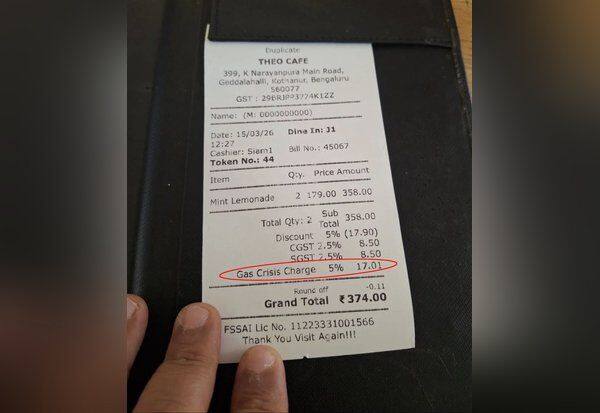 Duplicate
THEO CAFE
399, K Narayanpura Main Road,
Geddalahalli, Kothanur, Bengaluru
560077
GST : 29BRJPP3774K1ZZ
Name: (M: 0000000000)
Date: 15/03/26 Dine In: J1
12:27
Cashier: Siam1 Bill No.: 45067
Token No.: 44
Item Qty. Price Amount
Mint Lemonade 2 179.00 358.00
Total Qty: 2 Sub Total 358.00
Discount 5% (17.90)
CGST 2.5% 8.50
SGST 2.5% 8.50
Gas Crisis Charge 5% 17.01
Round off -0.11
Grand Total ₹374.00
FSSAI Lic No. 11223331001566
Thank You Visit Again!!!